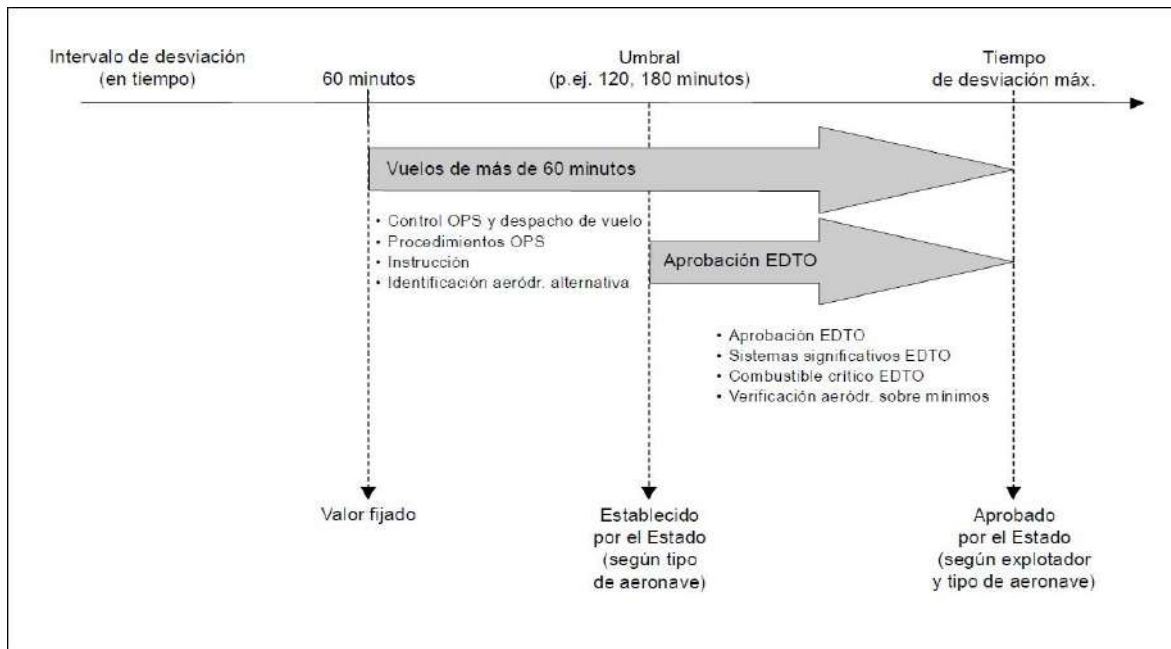 Intervalo de desviación
(en tiempo)
60 minutos
Umbral
(p.ej. 120, 180 minutos)
Tiempo
de desviación máx.
Vuelos de más de 60 minutos
• Control OPS y despacho de vuelo
• Procedimientos OPS
• Instrucción
• Identificación aeródr. alternativa
Aprobación EDTO
• Aprobación EDTO
• Sistemas significativos EDTO
• Combustible crítico EDTO
• Verificación aeródr. sobre mínimos
Valor fijado
Establecido
por el Estado
(según tipo
de aeronave)
Aprobado
por el Estado
(según explotador
y tipo de aeronave)